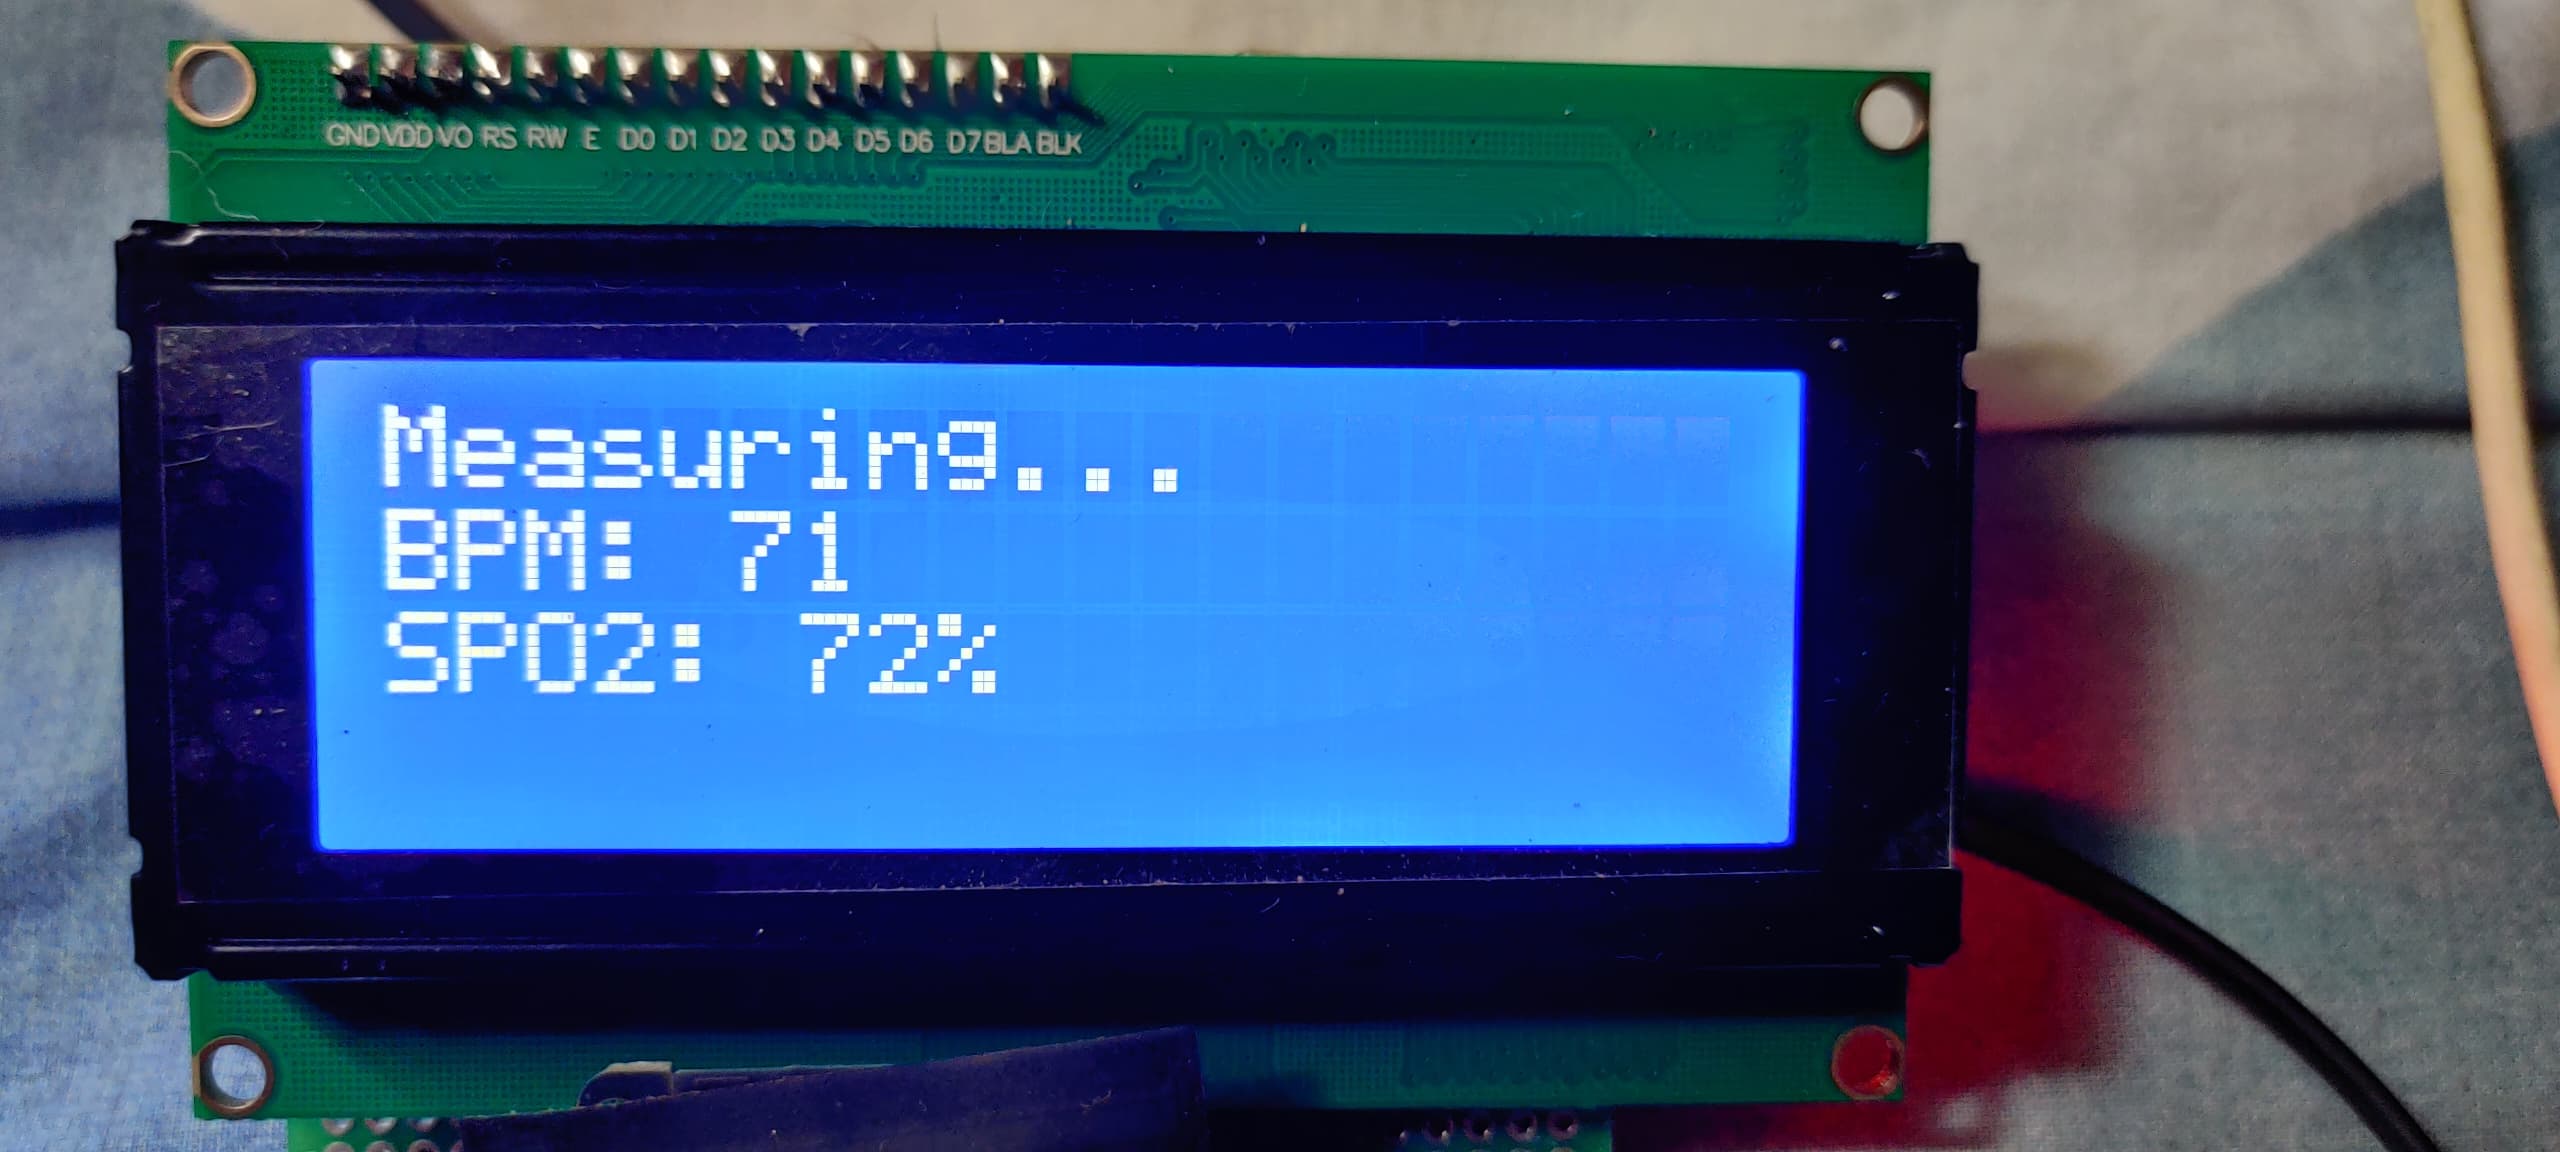 GND VDD VO RS RW E D0 D1 D2 D3 D4 D5 D6 D7 BLA BLK
Measuring...
BPM: 71
SPO2: 72%